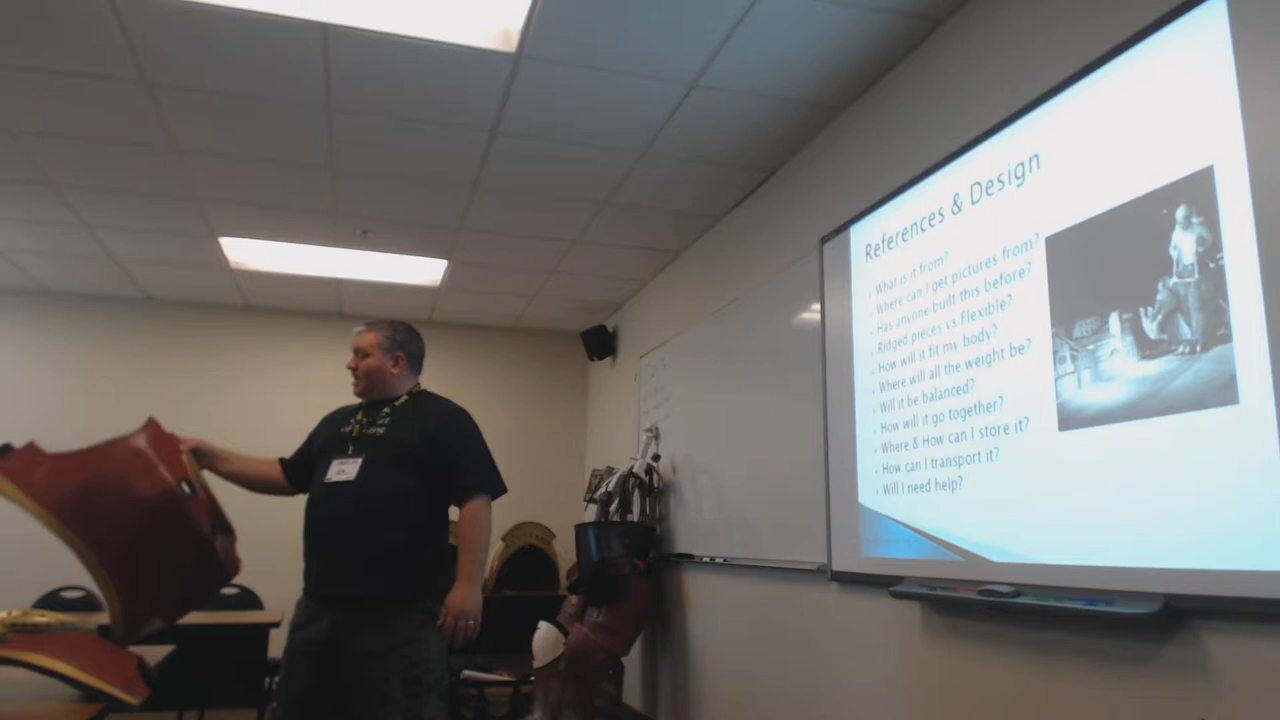 References & Design
What is it from?
Where can I get pictures from?
Has anyone built this before?
Ridged pieces vs Flexible?
How will it fit my body?
Where will all the weight be?
Will it be balanced?
How will it go together?
Where & How can I store it?
How can I transport it?
Will I need help?